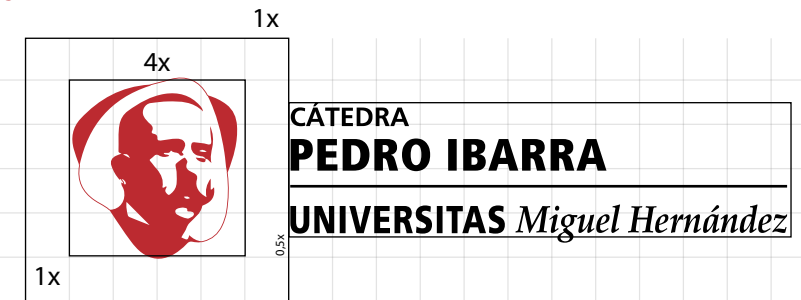 1x
4x
CÁTEDRA
PEDRO IBARRA
UNIVERSITAS Miguel Hernández
0,5x
1x